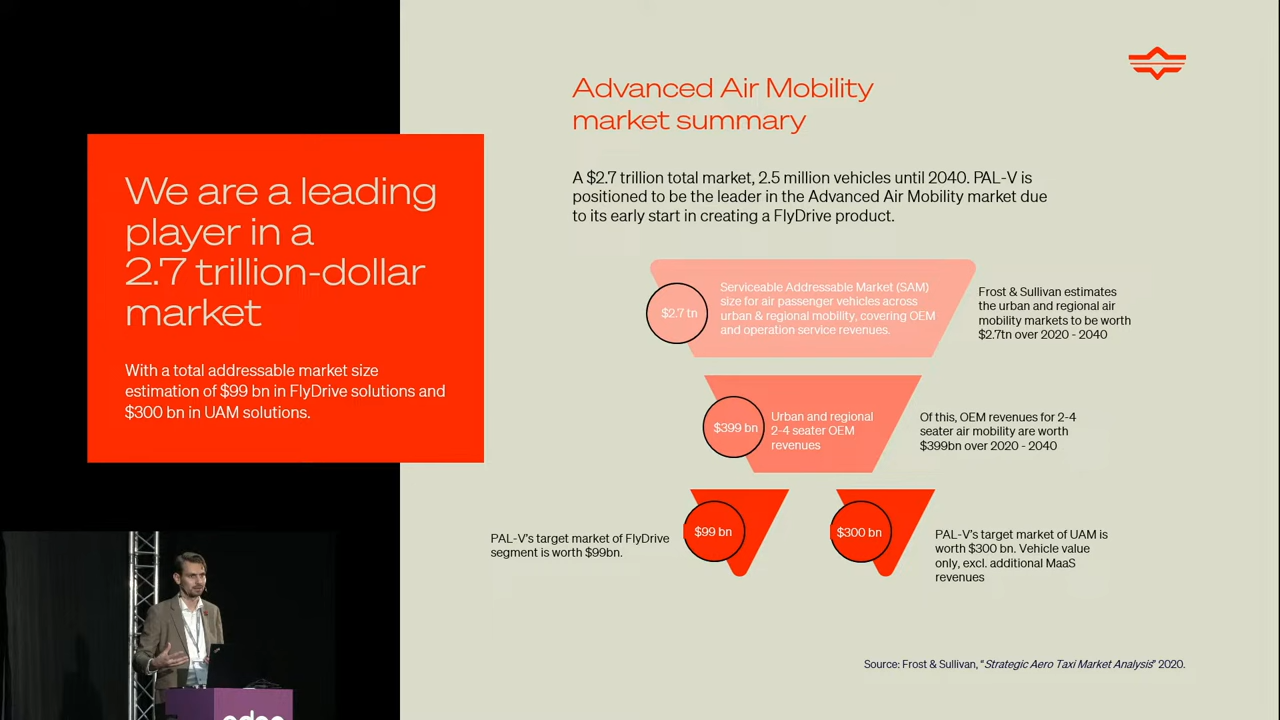 We are a leading
player in a
2.7 trillion-dollar
market
With a total addressable market size
estimation of $99 bn in FlyDrive solutions and
$300 bn in UAM solutions.
Advanced Air Mobility
market summary
A $2.7 trillion total market, 2.5 million vehicles until 2040. PAL-V is
positioned to be the leader in the Advanced Air Mobility market due
to its early start in creating a FlyDrive product.
$2.7 tn
Serviceable Addressable Market (SAM)
size for air passenger vehicles across
urban & regional mobility, covering OEM
and operation service revenues.
Frost & Sullivan estimates
the urban and regional air
mobility markets to be worth
$2.7tn over 2020 - 2040
$399 bn
Urban and regional
2-4 seater OEM
revenues
Of this, OEM revenues for 2-4
seater air mobility are worth
$399bn over 2020 - 2040
PAL-V's target market of FlyDrive
segment is worth $99bn.
$99 bn
$300 bn
PAL-V's target market of UAM is
worth $300 bn. Vehicle value
only, excl. additional MaaS
revenues
Source: Frost & Sullivan, "Strategic Aero Taxi Market Analysis" 2020.
odoo